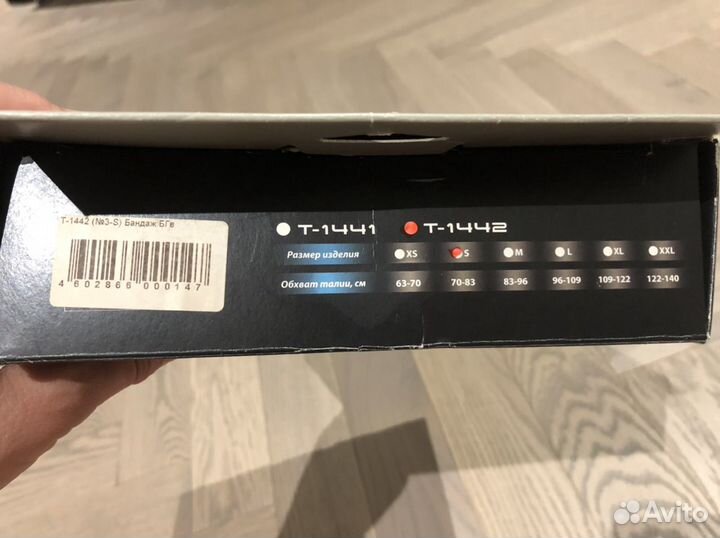 T-1442 (№3-S) Бандаж БГв
4 602866 000147
T-1441 T-1442
Размер изделия XS S M L XL XXL
Обхват талии, см 63-70 70-83 83-96 96-109 109-122 122-140
Avito